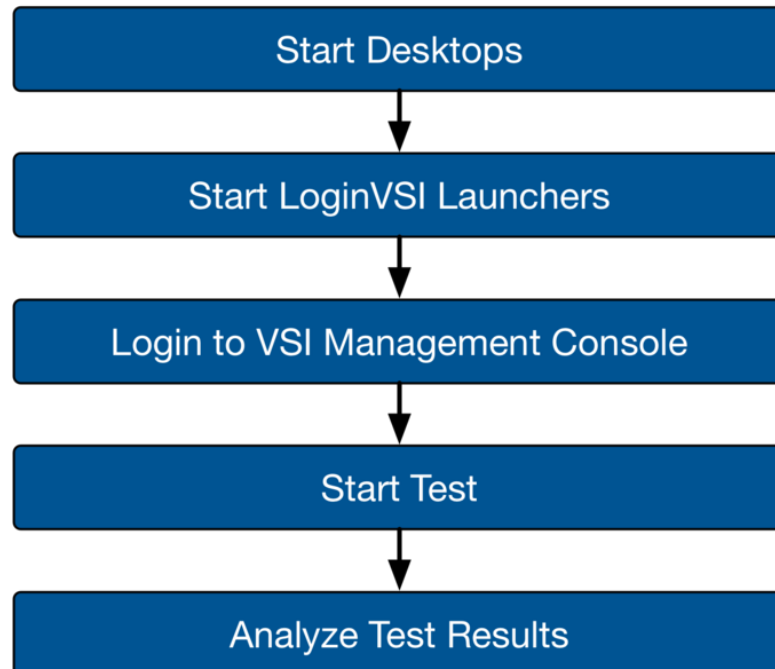 Start Desktops
Start LoginVSI Launchers
Login to VSI Management Console
Start Test
Analyze Test Results